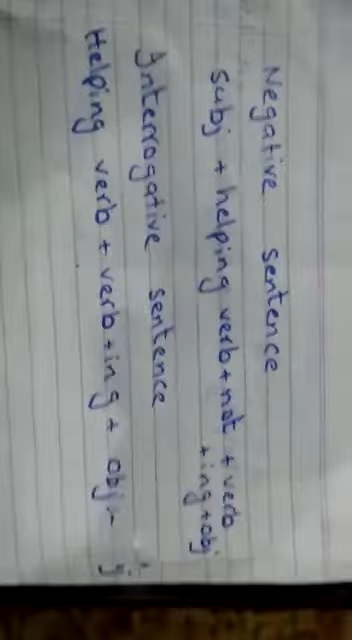 Negative sentence
subj + helping verb + not + verb
+ ing + obj
Interrogative sentence
Helping verb + verb + ing + obj